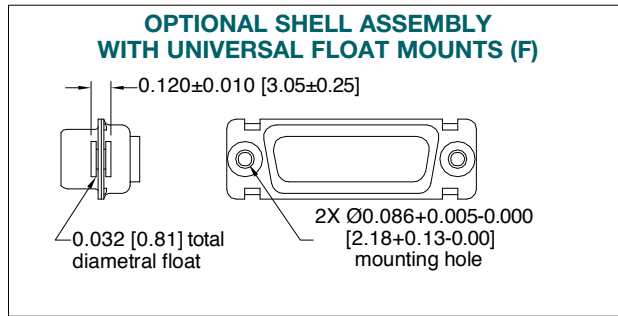 OPTIONAL SHELL ASSEMBLY
WITH UNIVERSAL FLOAT MOUNTS (F)
0.120±0.010 [3.05±0.25]
0.032 [0.81] total
diametral float
2X Ø0.086+0.005-0.000
[2.18+0.13-0.00]
mounting hole